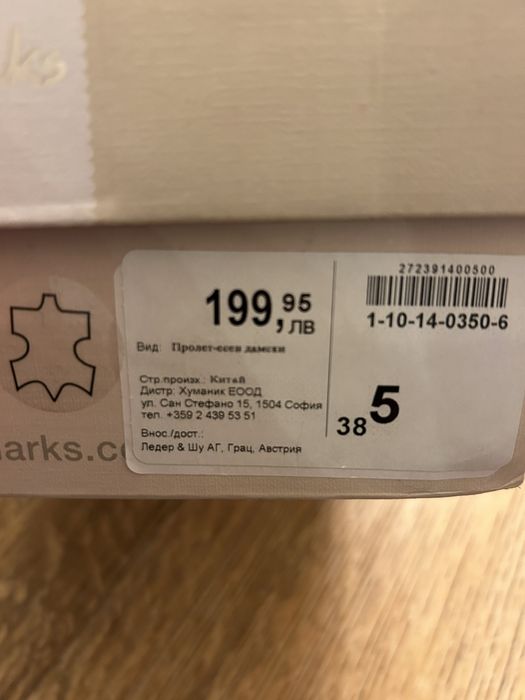 ks
199,95 ЛВ
Вид: Пролет-есен дамски
Стр.произх.: Китай
Дистр: Хуманик ЕООД
ул. Сан Стефано 15, 1504 София
тел. +359 2 439 53 51
Внос./дост.:
Ледер & Шу АГ, Грац, Австрия
272391400500
1-10-14-0350-6
38 5
arks.c